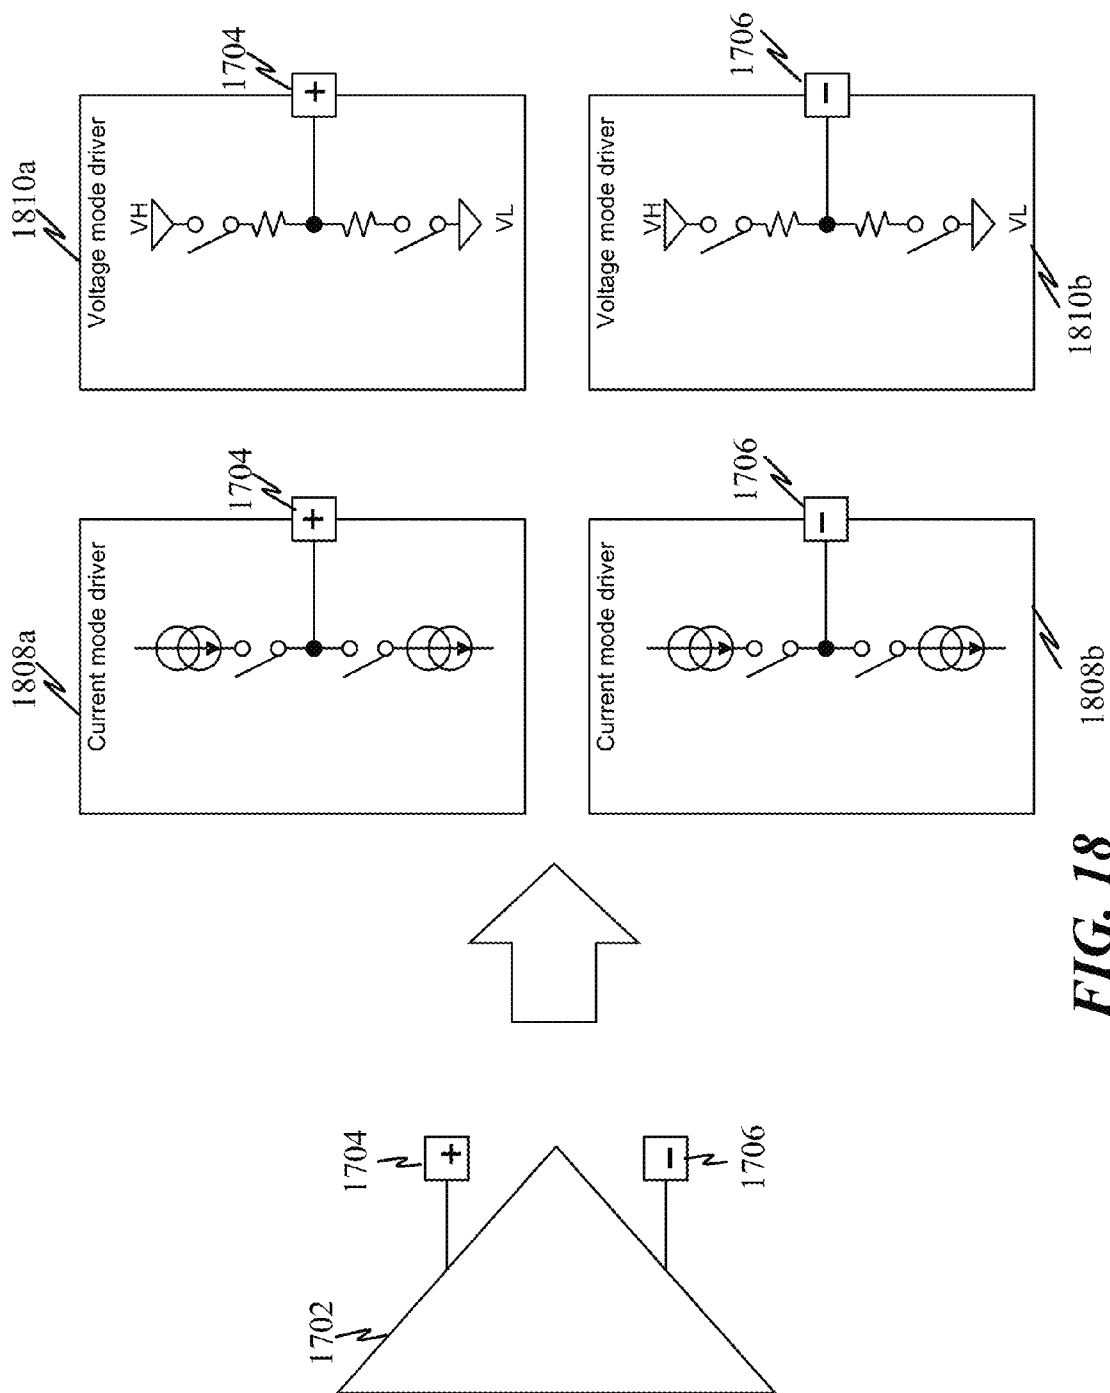 1808a
Current mode driver
+
1704
1810a
Voltage mode driver
VH
VL
+
1704
1702
1704
+
−
1706
Current mode driver
−
1706
1808b
Voltage mode driver
VH
VL
−
1706
1810b
FIG. 18